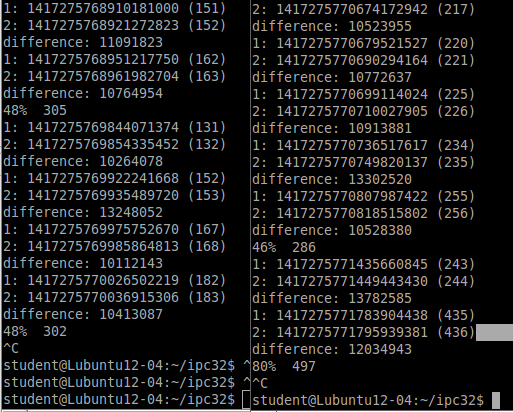 1: 1417275768910181000 (151)
2: 1417275768921272823 (152)
difference: 11091823
1: 1417275768951217750 (162)
2: 1417275768961982704 (163)
difference: 10764954
48%  305
1: 1417275769844071374 (131)
2: 1417275769854335452 (132)
difference: 10264078
1: 1417275769922241668 (152)
2: 1417275769935489720 (153)
difference: 13248052
1: 1417275769975752670 (167)
2: 1417275769985864813 (168)
difference: 10112143
1: 1417275770026502219 (182)
2: 1417275770036915306 (183)
difference: 10413087
48%  302
^C
student@Lubuntu12-04:~/ipc32$ ^
student@Lubuntu12-04:~/ipc32$ ^
student@Lubuntu12-04:~/ipc32$
2: 1417275770674172942 (217)
difference: 10523955
1: 1417275770679521527 (220)
2: 1417275770690294164 (221)
difference: 10772637
1: 1417275770699114024 (225)
2: 1417275770710027905 (226)
difference: 10913881
1: 1417275770736517617 (234)
2: 1417275770749820137 (235)
difference: 13302520
1: 1417275770807987422 (255)
2: 1417275770818515802 (256)
difference: 10528380
46%  286
1: 1417275771435660845 (243)
2: 1417275771449443430 (244)
difference: 13782585
1: 1417275771783904438 (435)
2: 1417275771795939381 (436)
difference: 12034943
80%  497
^C
student@Lubuntu12-04:~/ipc32$